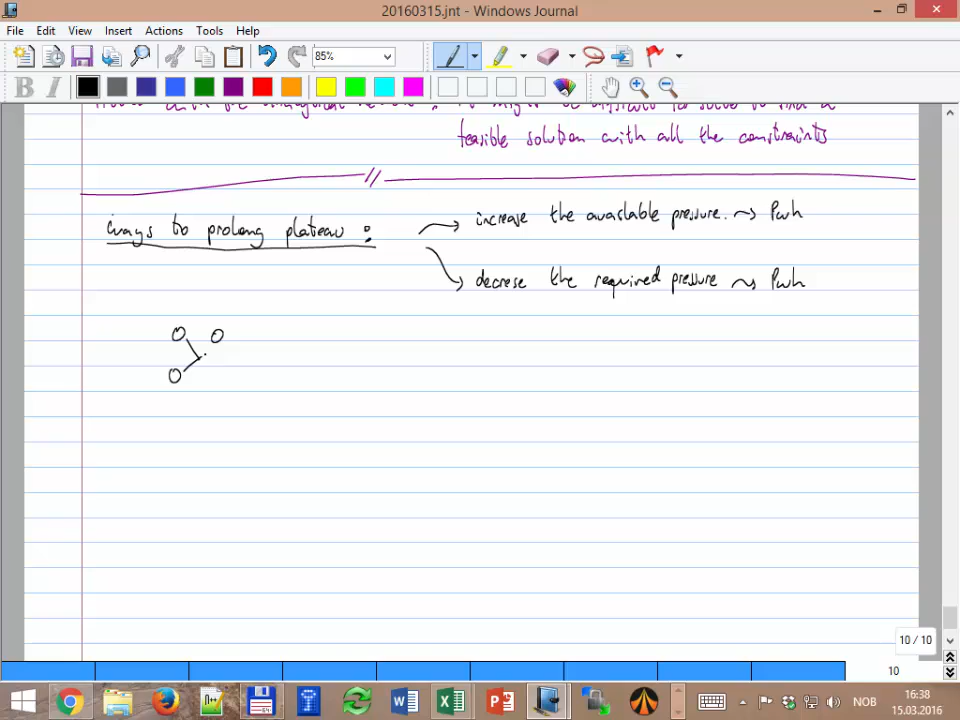 20160315.jnt - Windows Journal
File Edit View Insert Actions Tools Help
85%
B I
feasible solution with all the constraints
ways to prolong plateau :
increase the available pressure. Pwh
decrese the required pressure Pwh
10 / 10
10
NOB
16:38
15.03.2016